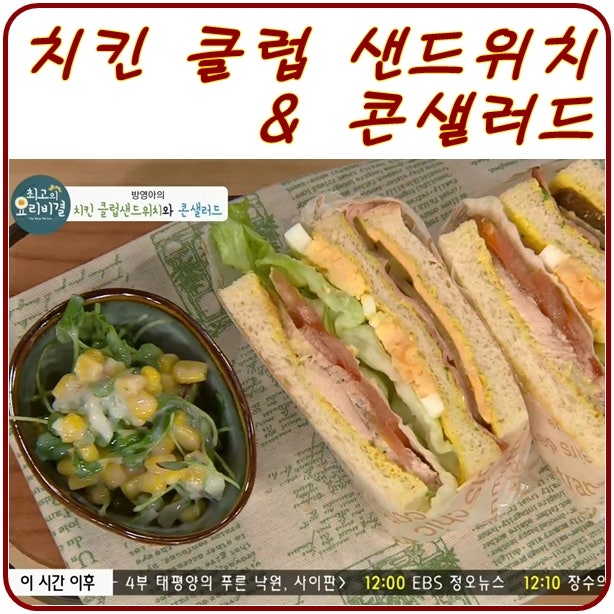 치킨 클럽 샌드위치
& 콘샐러드
최고의
요리비결
방영아의
치킨 클럽샌드위치와 콘샐러드
이 시간 이후
- 4부 태평양의 푸른 낙원, 사이판> 12:00 EBS 정오뉴스 12:10 장수의